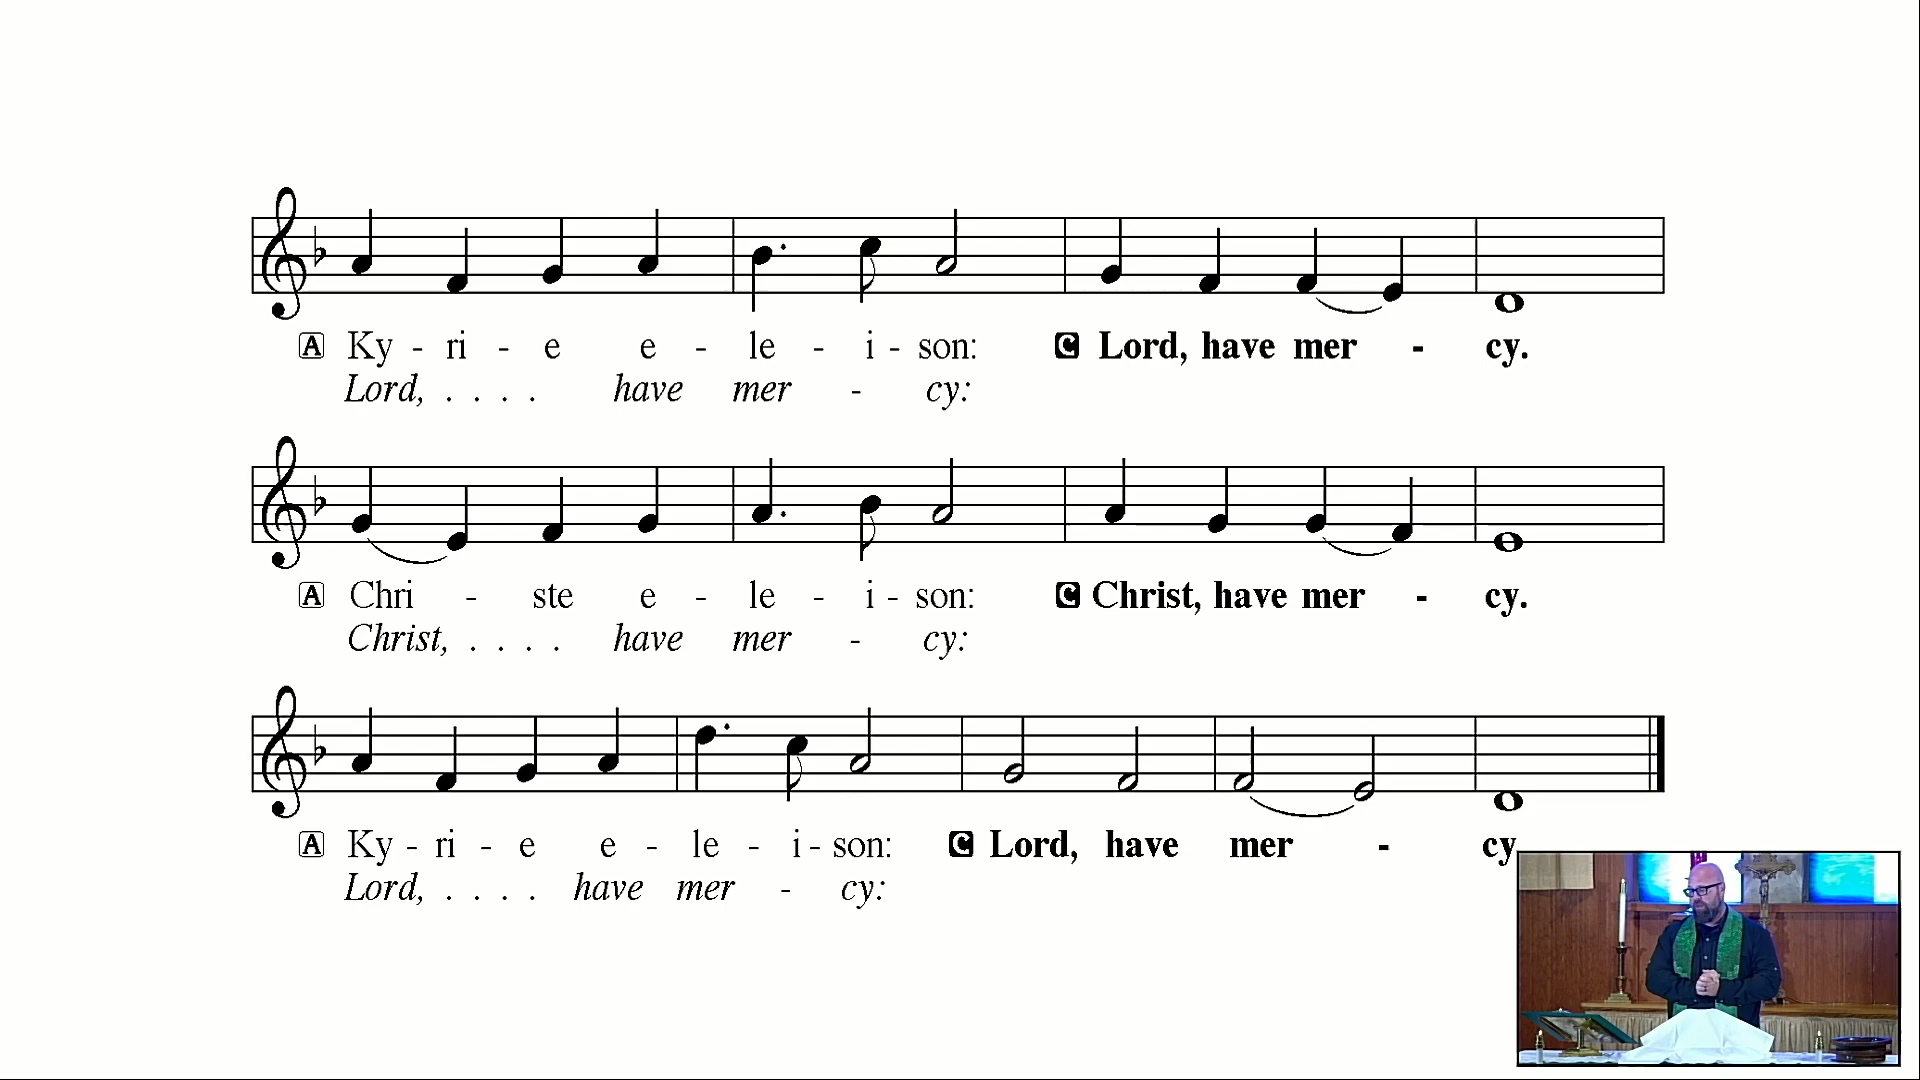 A Ky - ri - e e - le - i - son: C Lord, have mer - cy.
Lord, . . . . have mer - cy:
A Chri - ste e - le - i - son: C Christ, have mer - cy.
Christ, . . . . have mer - cy:
A Ky - ri - e e - le - i - son: C Lord, have mer - cy
Lord, . . . . have mer - cy: